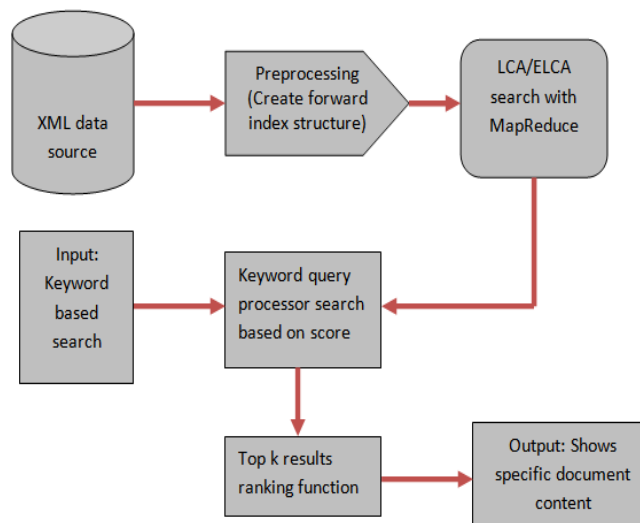 XML data
source
Preprocessing
(Create forward
index structure)
LCA/ELCA
search with
MapReduce
Input:
Keyword
based
search
Keyword query
processor search
based on score
Top k results
ranking function
Output: Shows
specific document
content